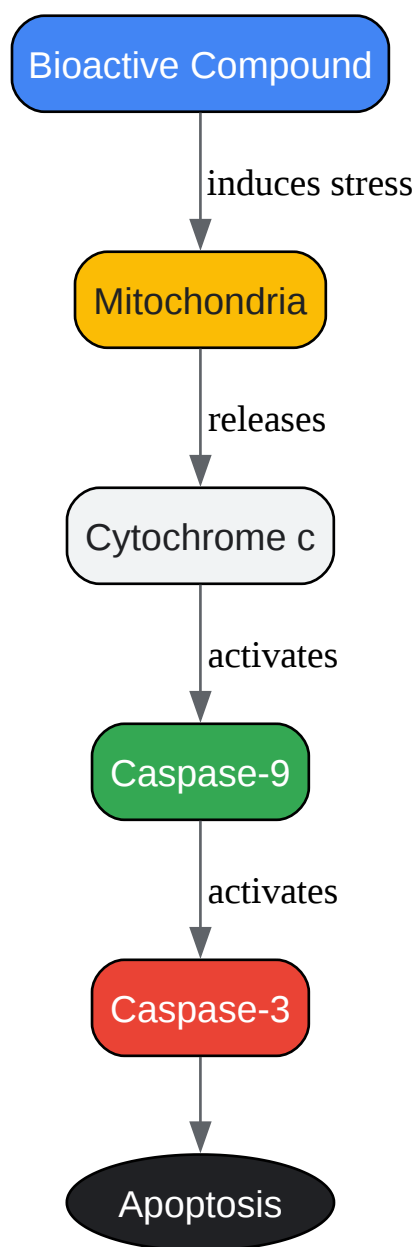 Bioactive Compound
induces stress
Mitochondria
releases
Cytochrome c
activates
Caspase-9
activates
Caspase-3
Apoptosis